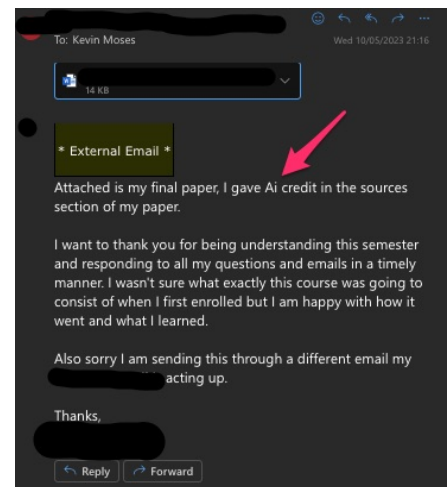 To: Kevin Moses
Wed 10/05/2023 21:16
14 KB
* External Email *
Attached is my final paper, I gave Ai credit in the sources
section of my paper.
I want to thank you for being understanding this semester
and responding to all my questions and emails in a timely
manner. I wasn't sure what exactly this course was going to
consist of when I first enrolled but I am happy with how it
went and what I learned.
Also sorry I am sending this through a different email my
acting up.
Thanks,
Reply
Forward